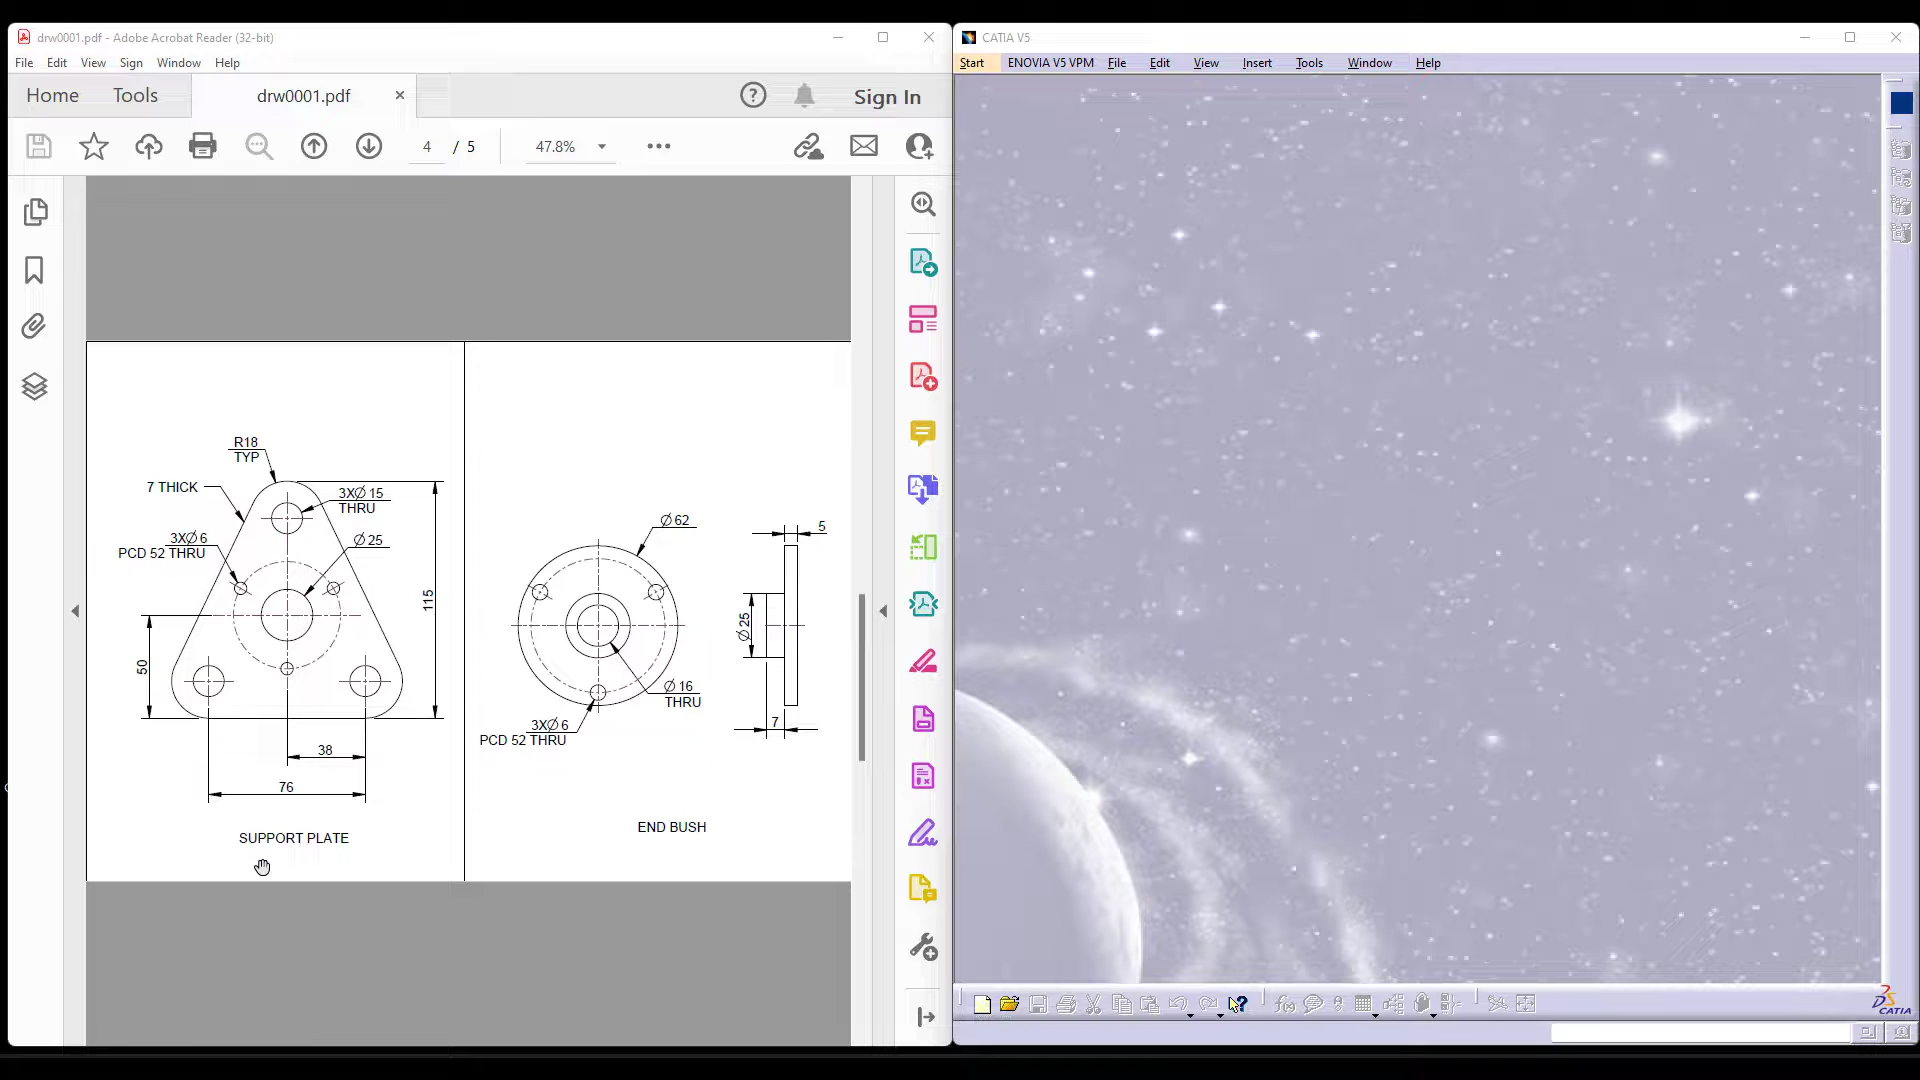 drw0001.pdf - Adobe Acrobat Reader (32-bit)
File Edit View Sign Window Help
Home Tools drw0001.pdf × Sign In
4 / 5 47.8%
R18
TYP
7 THICK
3XØ 15
THRU
3XØ 6
PCD 52 THRU
Ø 25
115
50
38
76
SUPPORT PLATE
Ø 62
5
Ø 25
Ø 16
THRU
7
3XØ 6
PCD 52 THRU
END BUSH
CATIA V5
Start ENOVIA V5 VPM File Edit View Insert Tools Window Help
CATIA